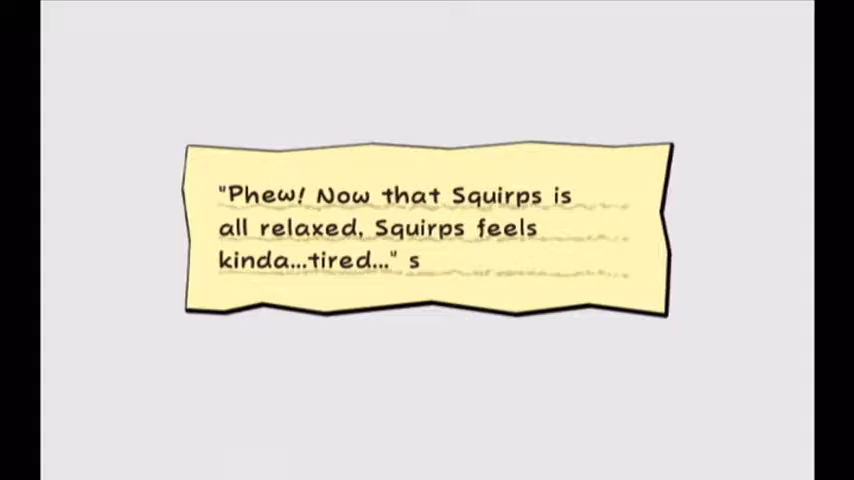 "Phew! Now that Squirps is
all relaxed, Squirps feels
kinda...tired..." s